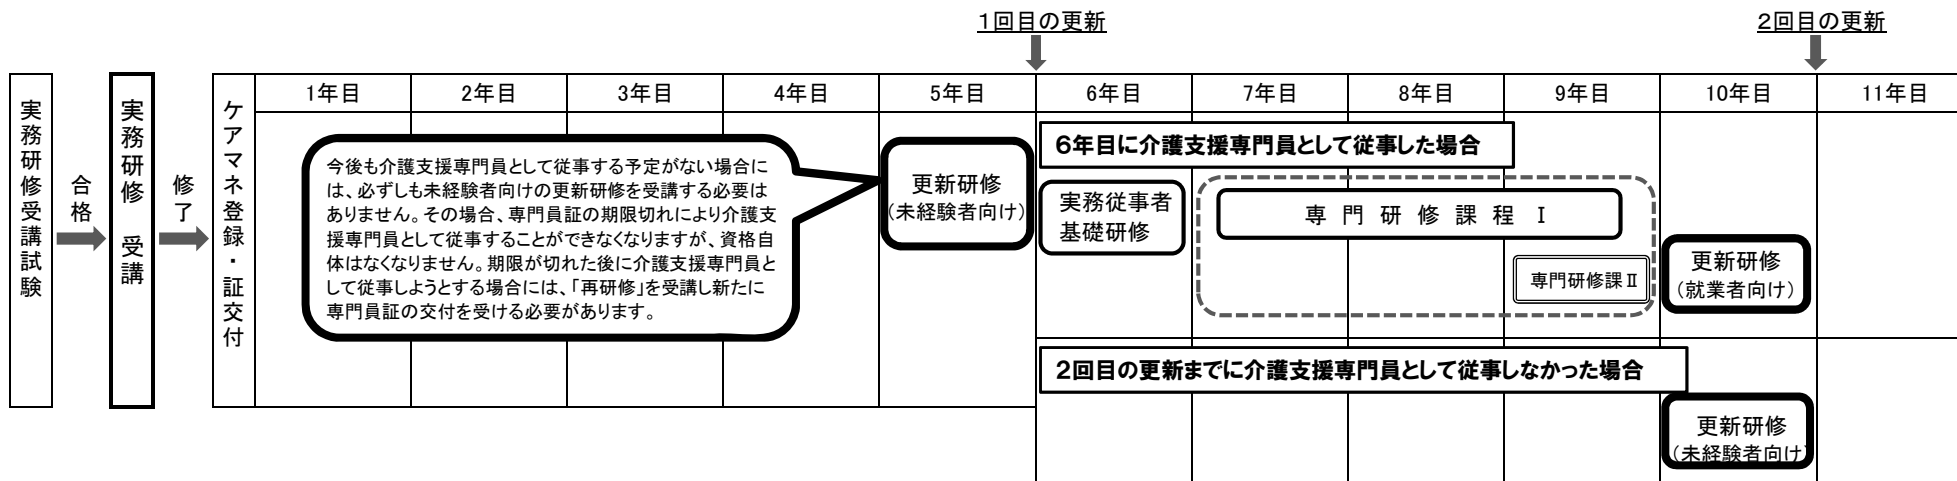 1回目の更新
2回目の更新
実務研修受講試験
合格
実務研修 受講
修了
ケアマネ登録・証交付
1年目
2年目
3年目
4年目
5年目
6年目
7年目
8年目
9年目
10年目
11年目
今後も介護支援専門員として従事する予定がない場合に
は、必ずしも未経験者向けの更新研修を受講する必要は
ありません。その場合、専門員証の期限切れにより介護支
援専門員として従事することができなくなりますが、資格自
体はなくなりません。期限が切れた後に介護支援専門員と
して従事しようとする場合には、「再研修」を受講し新たに
専門員証の交付を受ける必要があります。
更新研修
(未経験者向け)
6年目に介護支援専門員として従事した場合
実務従事者
基礎研修
専門研修課程 Ⅰ
専門研修課Ⅱ
更新研修
(就業者向け)
2回目の更新までに介護支援専門員として従事しなかった場合
更新研修
(未経験者向け)